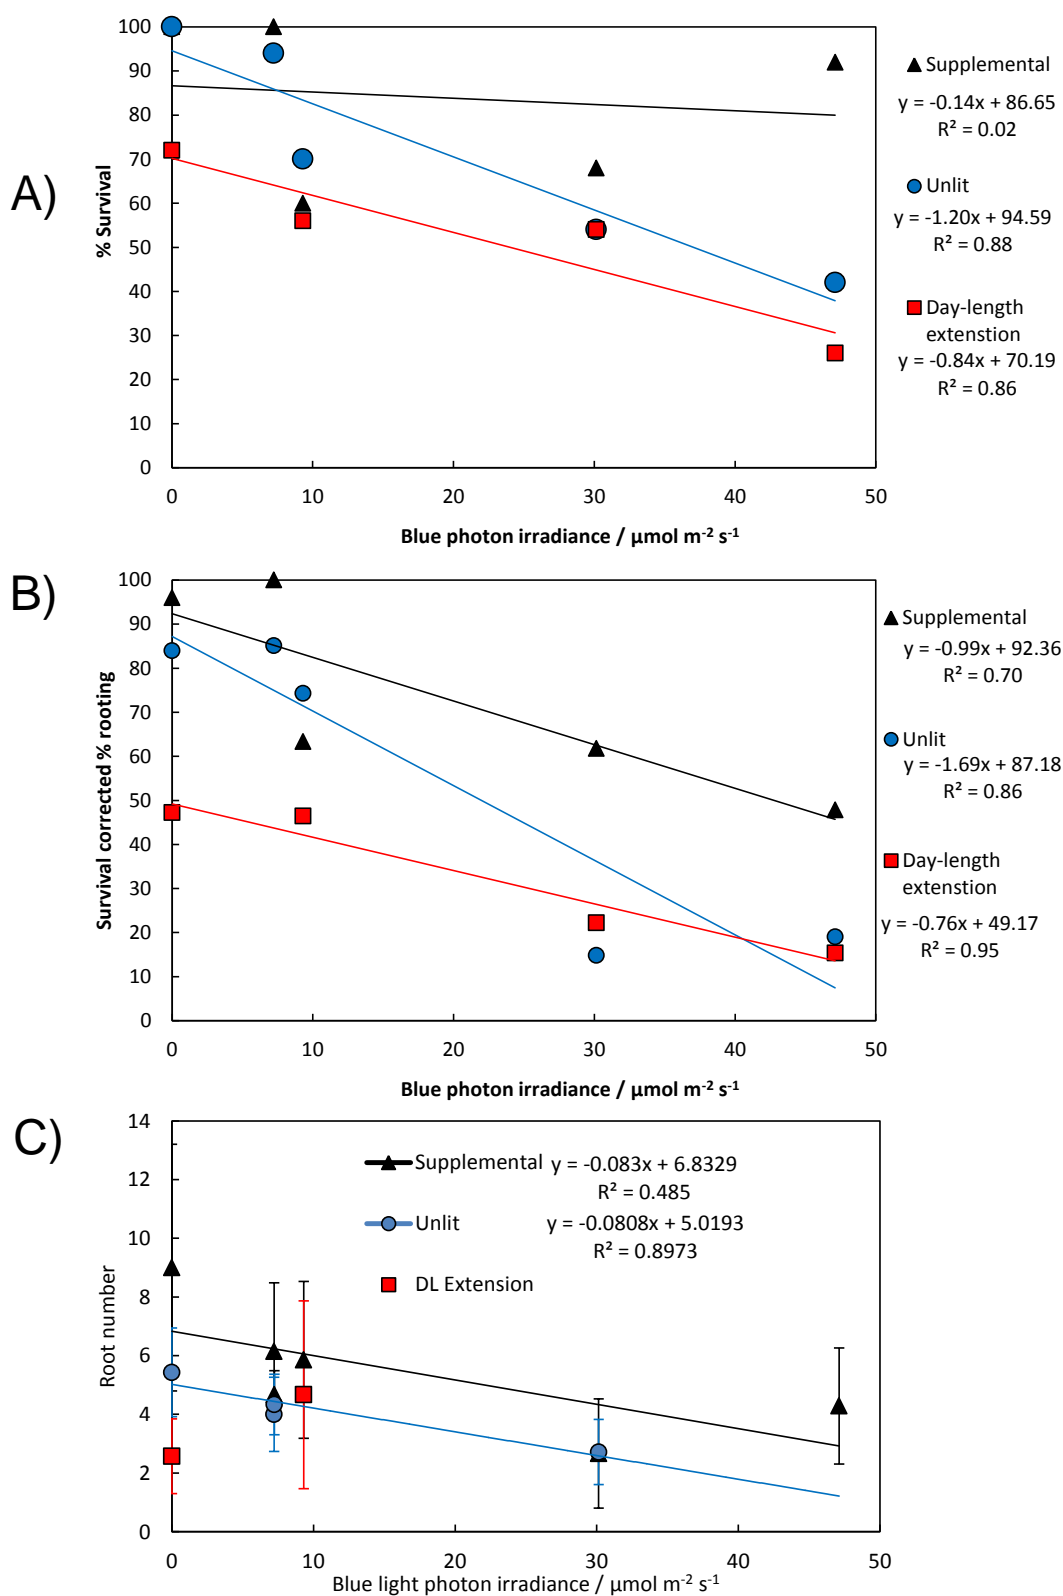 A)
% Survival
100
90
80
70
60
50
40
30
20
10
0
0 10 20 30 40 50
Blue photon irradiance / μmol m⁻² s⁻¹
Supplemental
y = -0.14x + 86.65
R² = 0.02
Unlit
y = -1.20x + 94.59
R² = 0.88
Day-length
extenstion
y = -0.84x + 70.19
R² = 0.86
B)
Survival corrected % rooting
100
90
80
70
60
50
40
30
20
10
0
0 10 20 30 40 50
Blue photon irradiance / μmol m⁻² s⁻¹
Supplemental
y = -0.99x + 92.36
R² = 0.70
Unlit
y = -1.69x + 87.18
R² = 0.86
Day-length
extenstion
y = -0.76x + 49.17
R² = 0.95
C)
Root number
14
12
10
8
6
4
2
0
0 10 20 30 40 50
Blue light photon irradiance / μmol m⁻² s⁻¹
Supplemental y = -0.083x + 6.8329
R² = 0.485
Unlit y = -0.0808x + 5.0193
R² = 0.8973
DL Extension